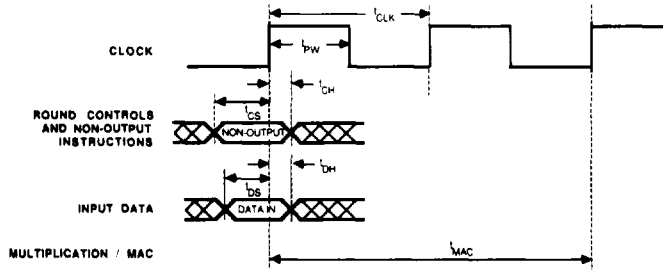 tCLK
tPW
CLOCK
tCH
tCS
ROUND CONTROLS
AND NON-OUTPUT
INSTRUCTIONS
NON-OUTPUT
tDH
tDS
INPUT DATA
DATA IN
MULTIPLICATION / MAC
tMAC